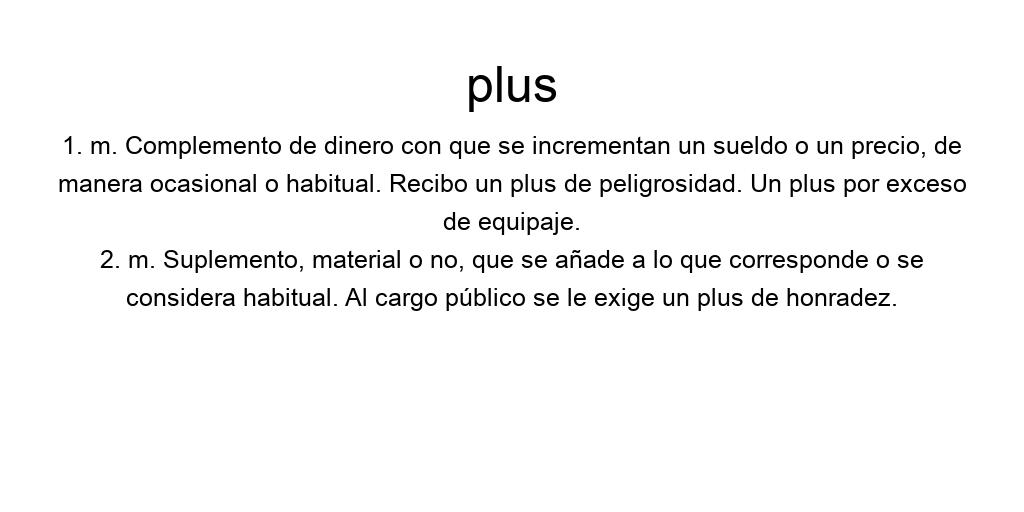 plus
1. m. Complemento de dinero con que se incrementan un sueldo o un precio, de
manera ocasional o habitual. Recibo un plus de peligrosidad. Un plus por exceso
de equipaje.
2. m. Suplemento, material o no, que se añade a lo que corresponde o se
considera habitual. Al cargo público se le exige un plus de honradez.